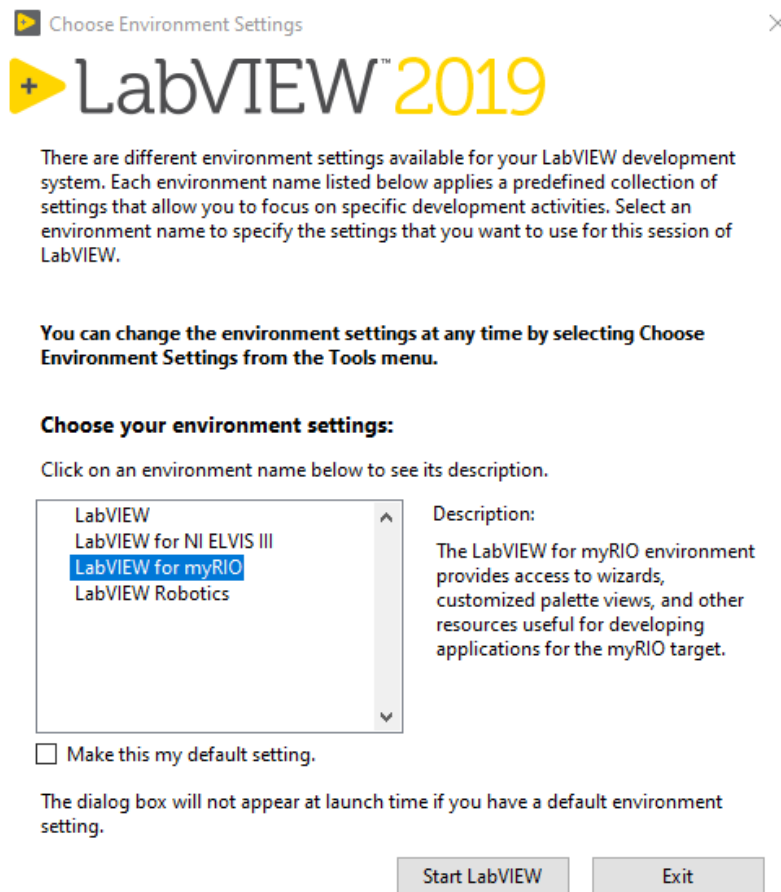 Choose Environment Settings
LabVIEW™ 2019
There are different environment settings available for your LabVIEW development
system. Each environment name listed below applies a predefined collection of
settings that allow you to focus on specific development activities. Select an
environment name to specify the settings that you want to use for this session of
LabVIEW.
You can change the environment settings at any time by selecting Choose
Environment Settings from the Tools menu.
Choose your environment settings:
Click on an environment name below to see its description.
LabVIEW
LabVIEW for NI ELVIS III
LabVIEW for myRIO
LabVIEW Robotics
Description:
The LabVIEW for myRIO environment
provides access to wizards,
customized palette views, and other
resources useful for developing
applications for the myRIO target.
Make this my default setting.
The dialog box will not appear at launch time if you have a default environment
setting.
Start LabVIEW
Exit